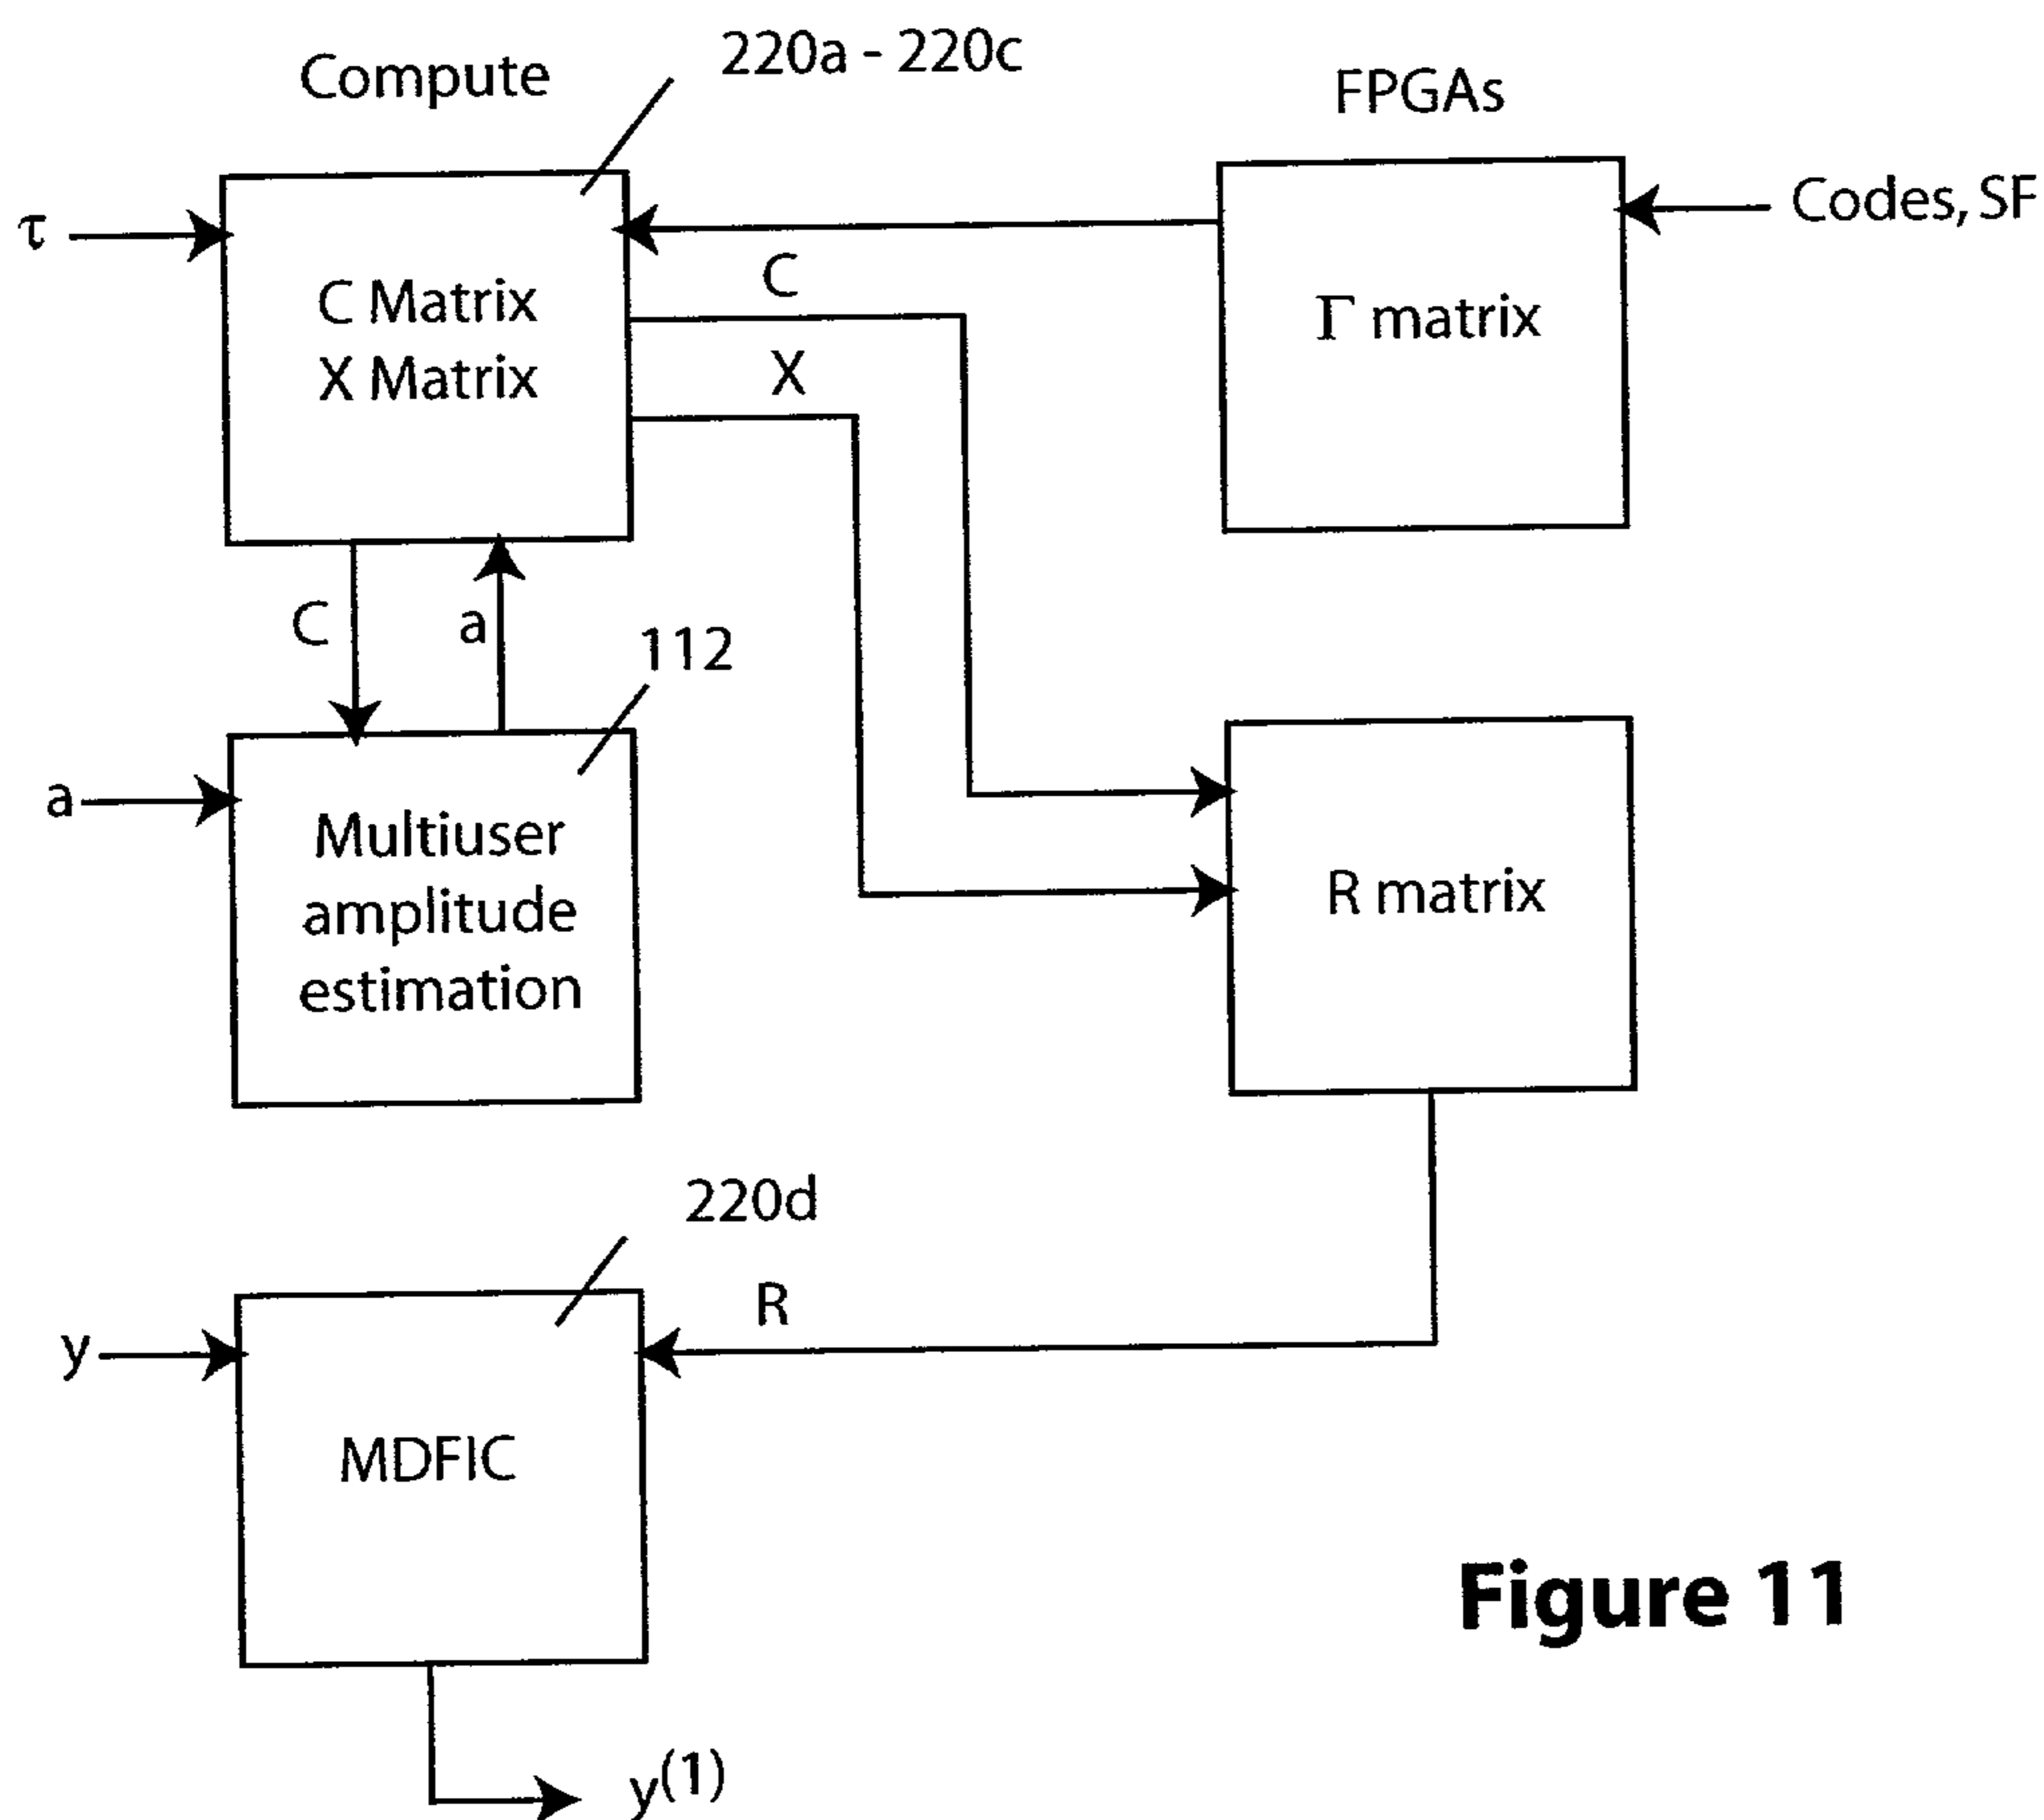 Compute
220a - 220c
FPGAs
τ
Codes, SF
C Matrix
X Matrix
C
X
Γ matrix
C
a
112
a
Multiuser
amplitude
estimation
R matrix
220d
R
y
MDFIC
y(1)
Figure 11